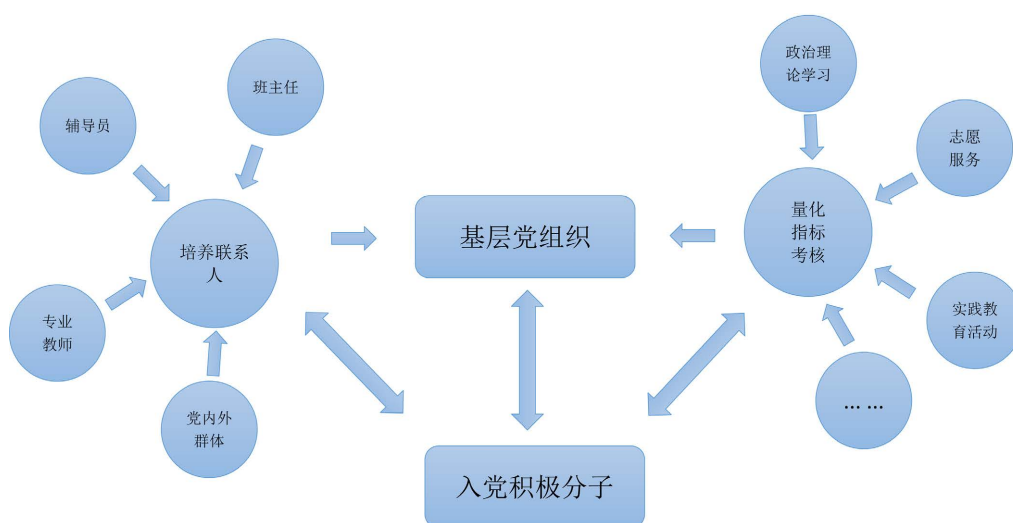 班主任
辅导员
培养联系
人
专业
教师
党内外
群体
基层党组织
入党积极分子
政治理
论学习
志愿
服务
量化
指标
考核
实践教
育活动
... ...